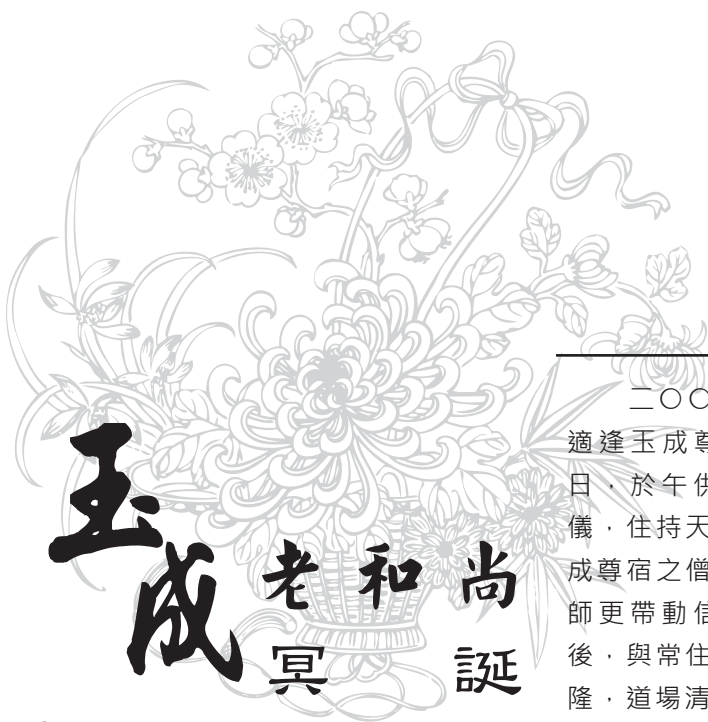 玉成老和尚
冥誕
二〇〇
適逢玉成尊
日，於午供
儀，住持天
成尊宿之僧
師更帶動信
後，與常住
隆，道場清